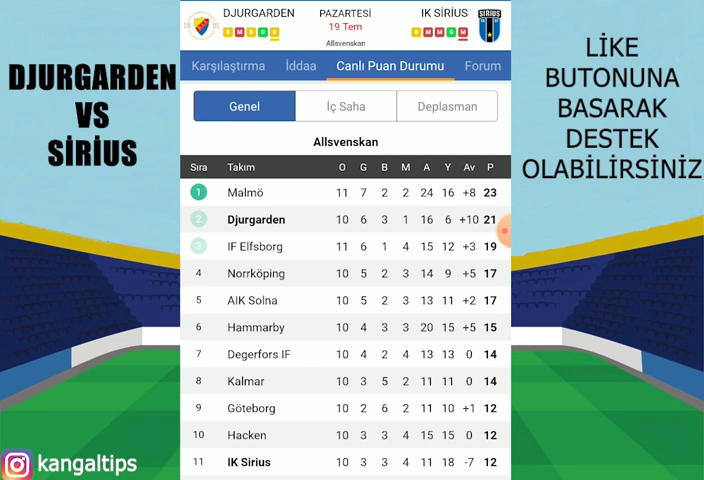 DJURGARDEN
VS
SİRİUS
LİKE
BUTONUNA
BASARAK
DESTEK
OLABİLİRSİNİZ
DJURGARDEN PAZARTESİ IK SİRİUS
B M B G B 19 Tem B M M G M
Allsvenskan
SIRIUS
Karşılaştırma İddaa Canlı Puan Durumu Forum
Genel İç Saha Deplasman
Allsvenskan
Sıra Takım O G B M A Y Av P
1 Malmö 11 7 2 2 24 16 +8 23
2 Djurgarden 10 6 3 1 16 6 +10 21
3 IF Elfsborg 11 6 1 4 15 12 +3 19
4 Norrköping 10 5 2 3 14 9 +5 17
5 AIK Solna 10 5 2 3 13 11 +2 17
6 Hammarby 10 4 3 3 20 15 +5 15
7 Degerfors IF 10 4 2 4 13 13 0 14
8 Kalmar 10 3 5 2 11 11 0 14
9 Göteborg 10 2 6 2 11 10 +1 12
10 Hacken 10 3 3 4 15 15 0 12
11 IK Sirius 10 3 3 4 11 18 -7 12
kangaltips